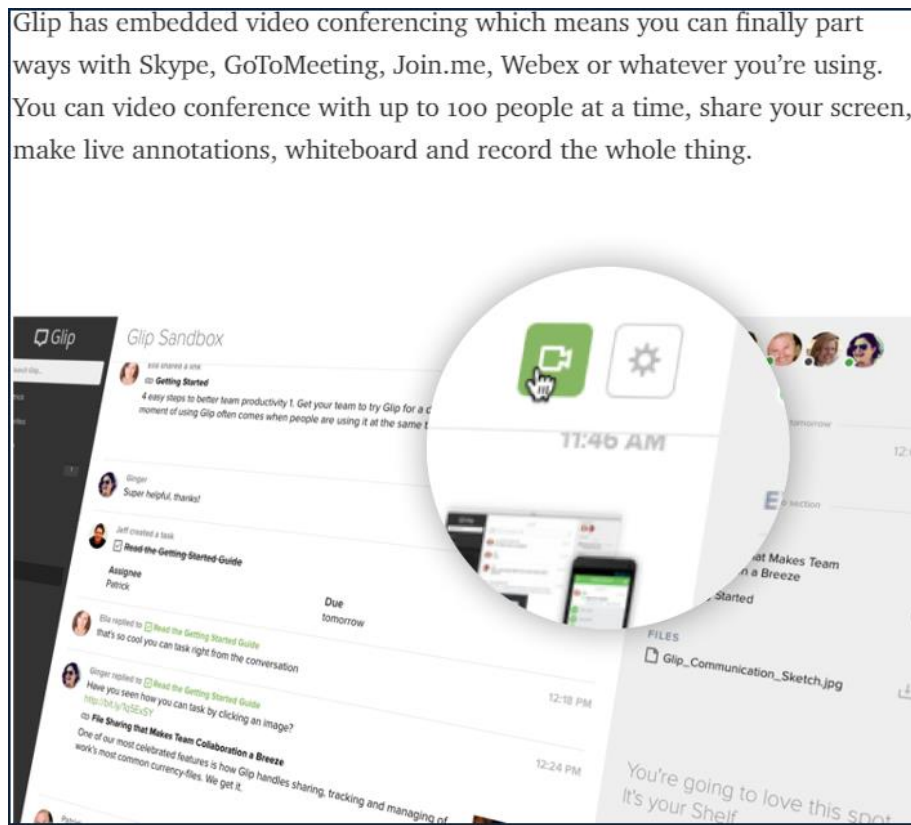 Glip has embedded video conferencing which means you can finally part
ways with Skype, GoToMeeting, Join.me, Webex or whatever you're using.
You can video conference with up to 100 people at a time, share your screen,
make live annotations, whiteboard and record the whole thing.
Glip
Glip Sandbox
Ella shared a link
Getting Started
4 easy steps to better team productivity 1. Get your team to try Glip for a
moment of using Glip often comes when people are using it at the same
11:46 AM
Ginger
Super helpful, thanks!
Jeff created a task
Read the Getting Started Guide
Assignee
Patrick
Due
tomorrow
Ella replied to Read the Getting Started Guide
that's so cool you can task right from the conversation
12:18 PM
Ginger replied to Read the Getting Started Guide
Have you seen how you can task by clicking an image?
http://bit.ly/1q5ExSY
File Sharing that Makes Team Collaboration a Breeze
One of our most celebrated features is how Glip handles sharing, tracking and managing of
work's most common currency-files. We get it.
12:24 PM
tomorrow
section
Makes Team
a Breeze
Started
FILES
Glip_Communication_Sketch.jpg
You're going to love this spot
It's your Shelf